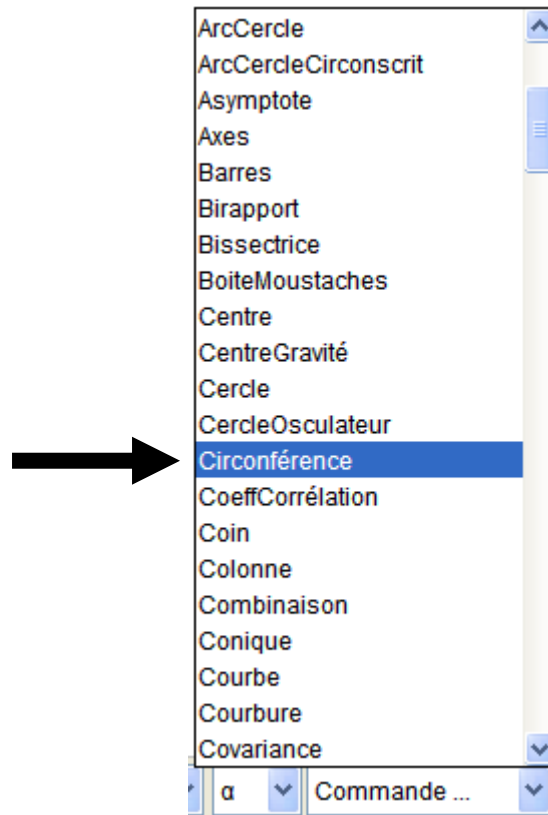 ArcCercle
ArcCercleCirconscrit
Asymptote
Axes
Barres
Birapport
Bissectrice
BoiteMoustaches
Centre
CentreGravité
Cercle
CercleOsculateur
Circonférence
CoeffCorrélation
Coin
Colonne
Combinaison
Conique
Courbe
Courbure
Covariance
α Commande ...